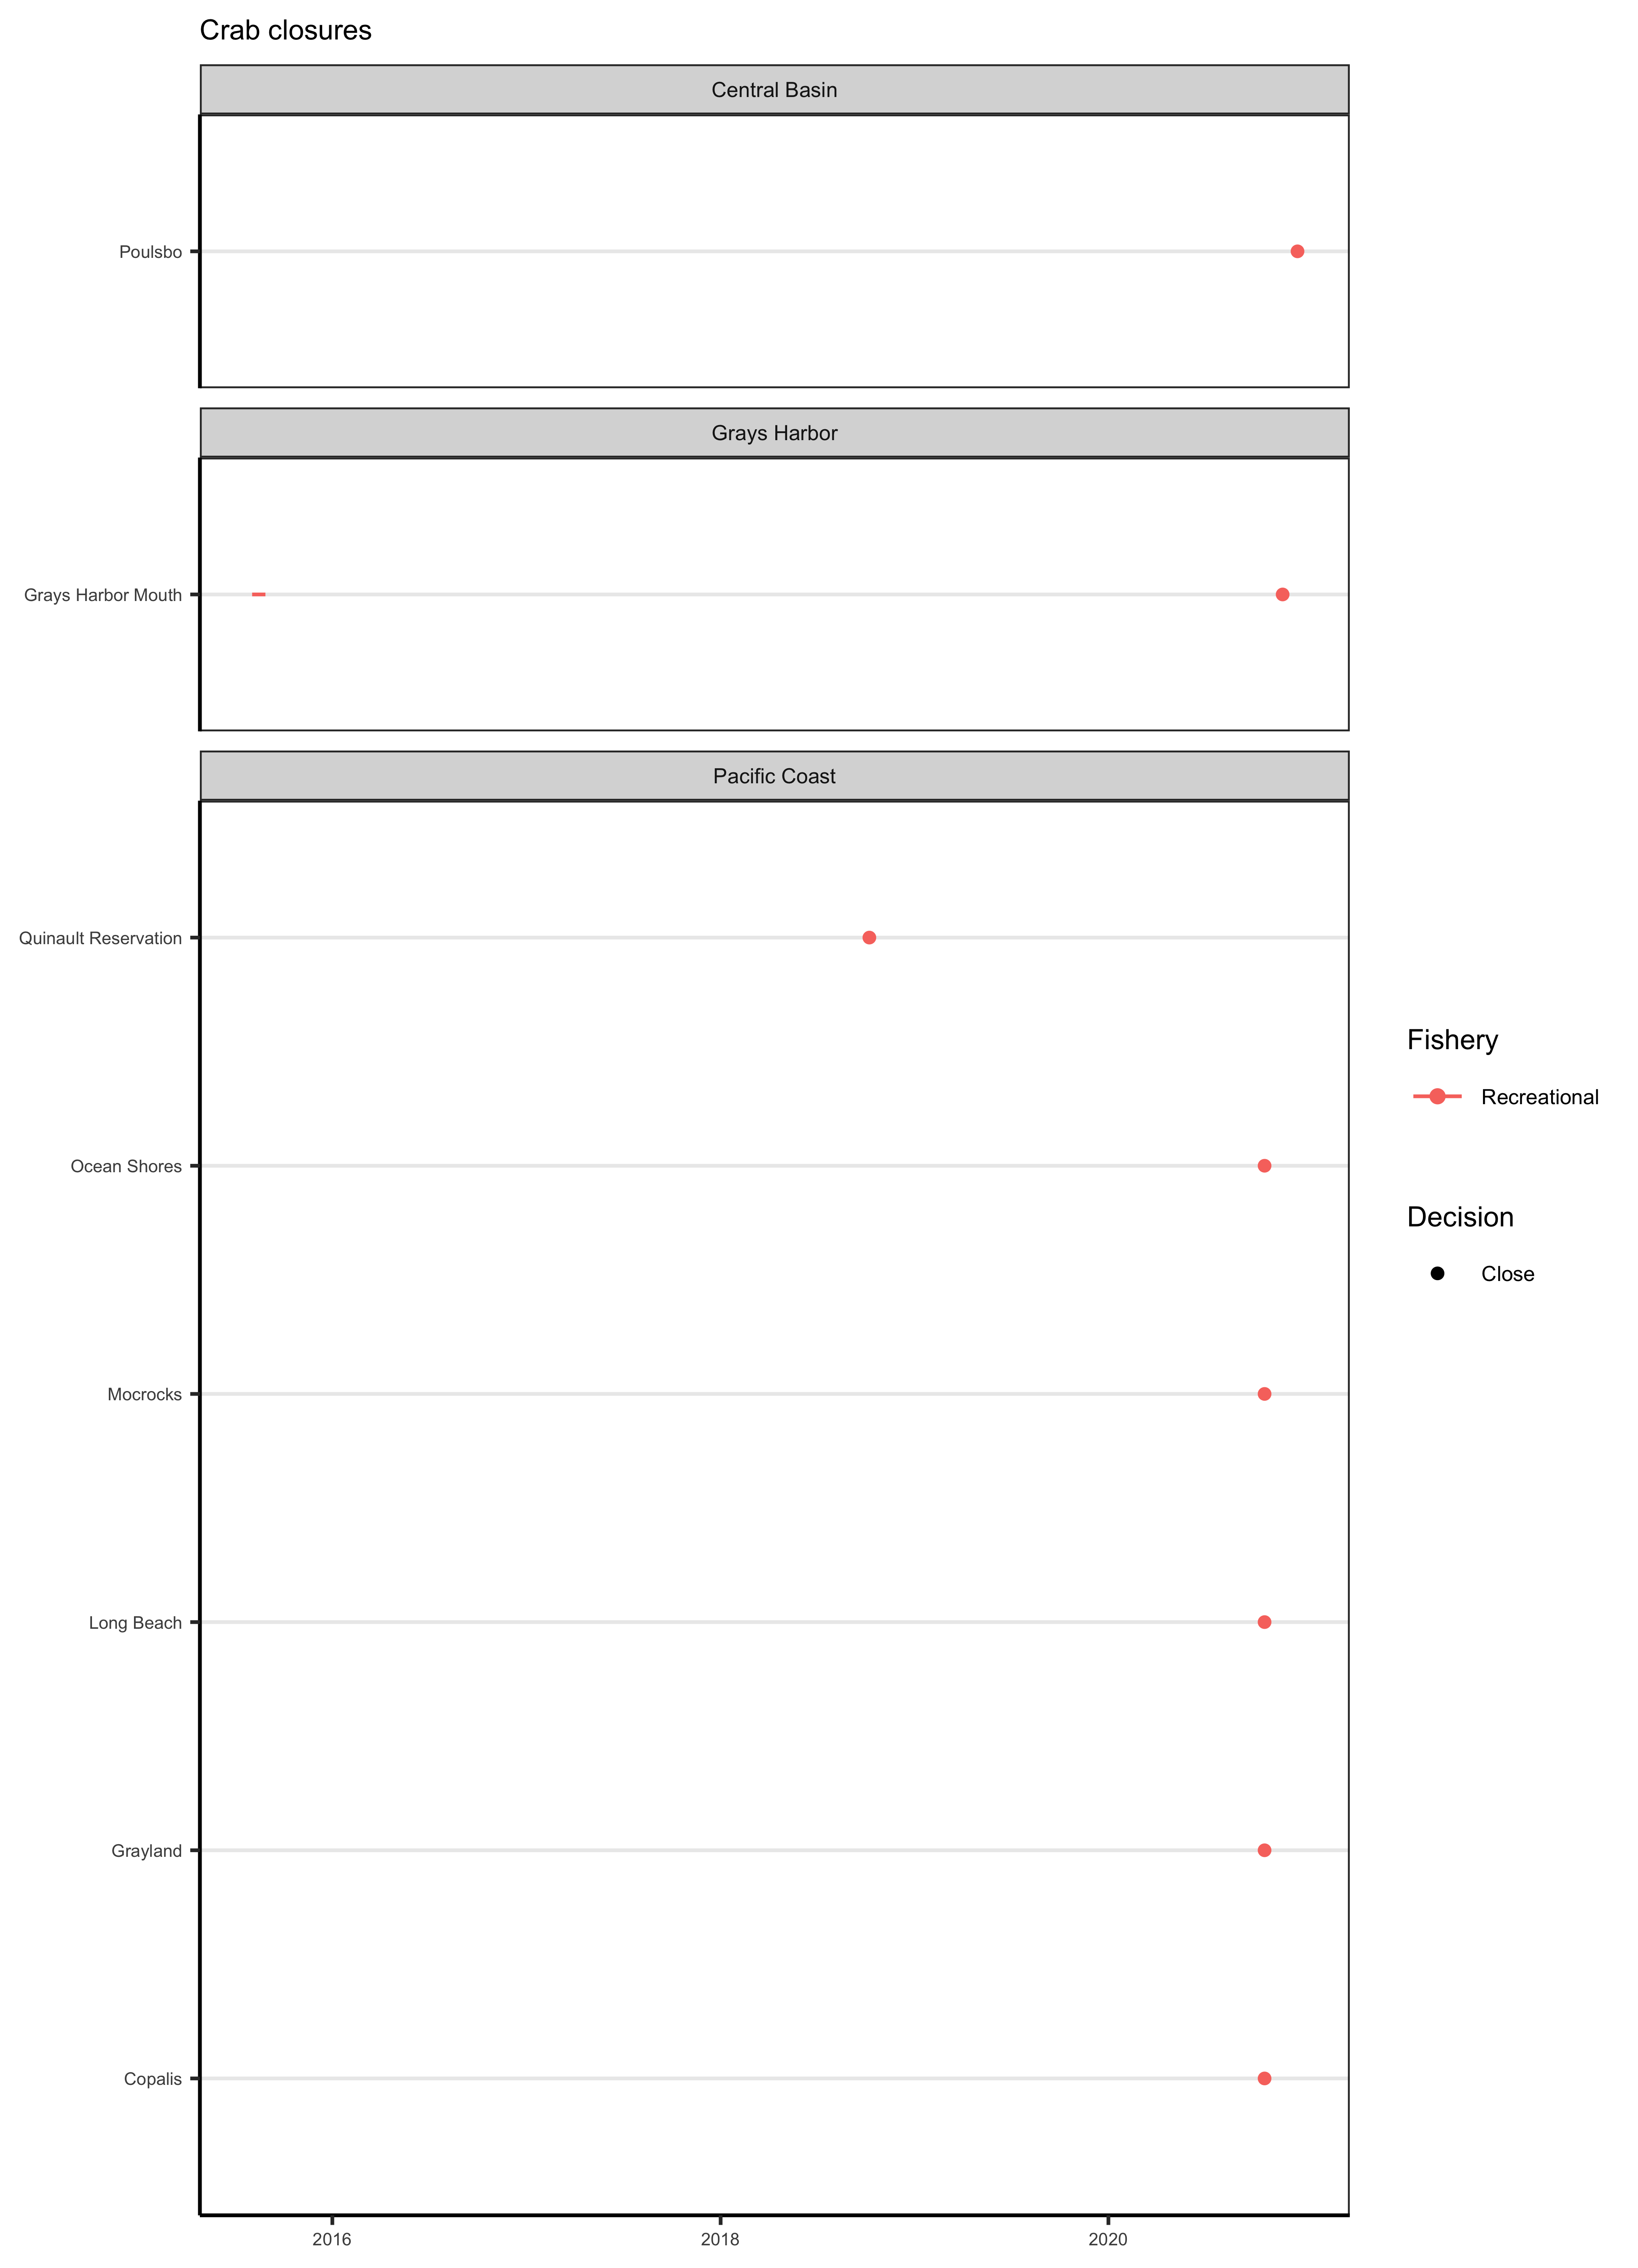 Crab closures
Central Basin
Poulsbo
Grays Harbor
Grays Harbor Mouth
Pacific Coast
Quinault Reservation
Ocean Shores
Mocrocks
Long Beach
Grayland
Copalis
2016
2018
2020
Fishery
Recreational
Decision
Close